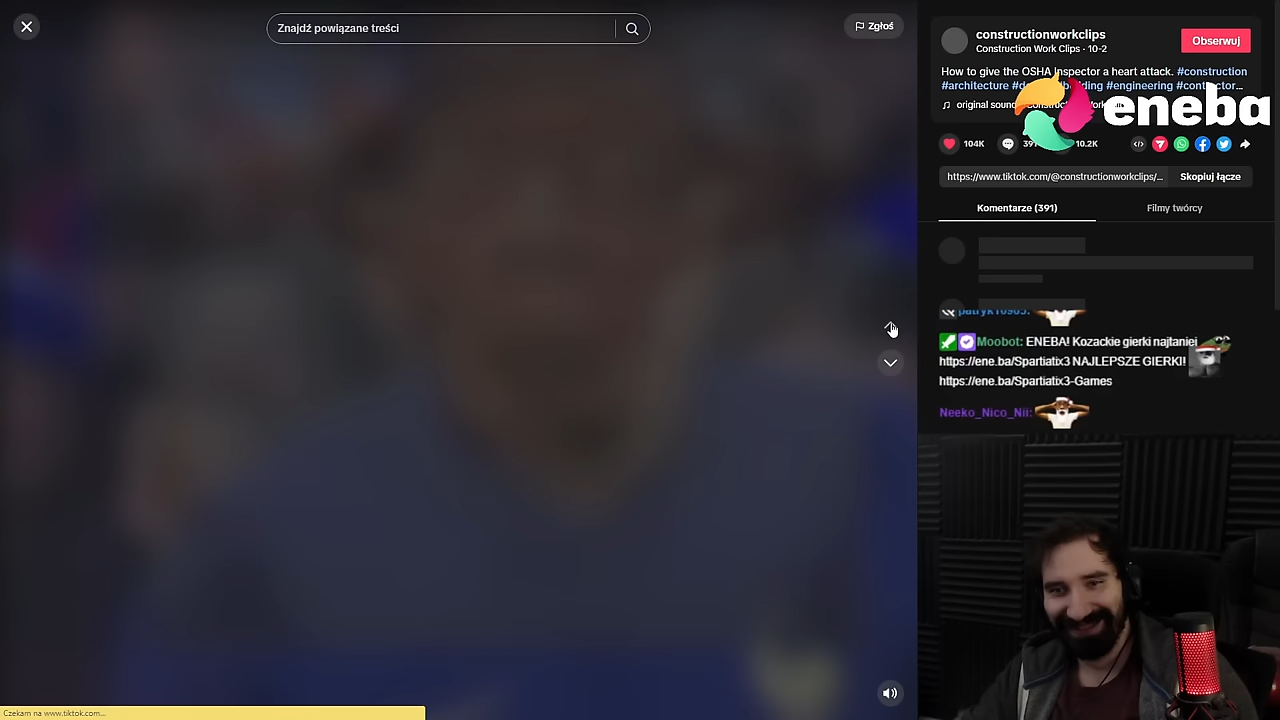 Znajdź powiązane treści
Zgłoś
constructionworkclips
Construction Work Clips · 10-2
Obserwuj
How to give the OSHA Inspector a heart attack. #construction
#architecture #engineering
original sound
eneba
104K
10.2K
https://www.tiktok.com/@constructionworkclips/...
Skopiuj łącze
Komentarze (391)
Filmy twórcy
patryk10905:
Moobot: ENEBA! Kozackie gierki najtaniej
https://ene.ba/Spartiatix3 NAJLEPSZE GIERKI!
https://ene.ba/Spartiatix3-Games
Neeko_Nico_Nii:
Czekam na www.tiktok.com...